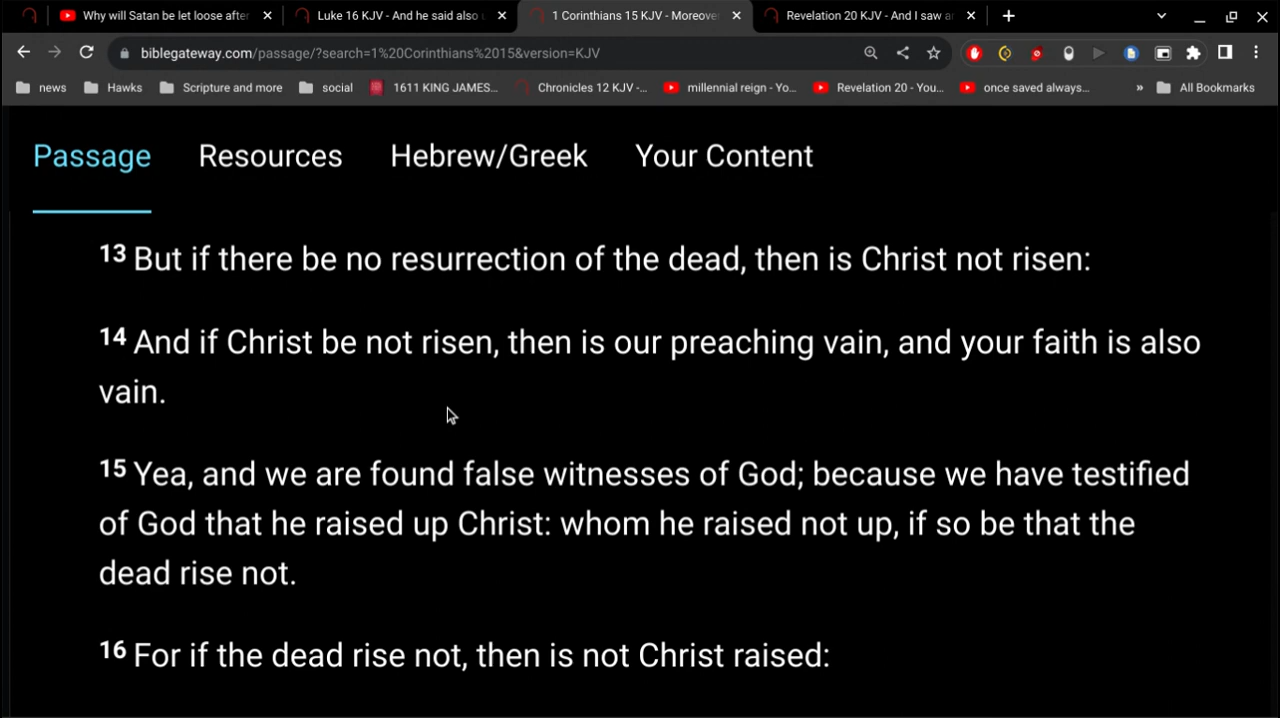 Why will Satan be let loose after
Luke 16 KJV - And he said also u
1 Corinthians 15 KJV - Moreover
Revelation 20 KJV - And I saw an
biblegateway.com/passage/?search=1%20Corinthians%2015&version=KJV
news
Hawks
Scripture and more
social
1611 KING JAMES...
Chronicles 12 KJV -...
millennial reign - Yo...
Revelation 20 - You...
once saved always...
»
All Bookmarks
Passage
Resources
Hebrew/Greek
Your Content
13 But if there be no resurrection of the dead, then is Christ not risen:
14 And if Christ be not risen, then is our preaching vain, and your faith is also
vain.
15 Yea, and we are found false witnesses of God; because we have testified
of God that he raised up Christ: whom he raised not up, if so be that the
dead rise not.
16 For if the dead rise not, then is not Christ raised: